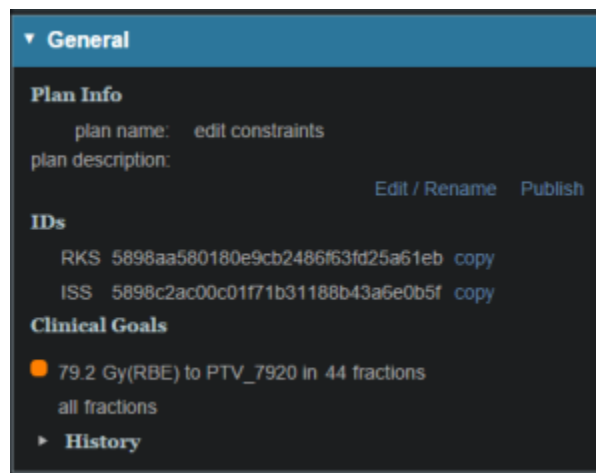 General
Plan Info
plan name: edit constraints
plan description:
Edit / Rename Publish
IDs
RKS 5898aa580180e9cb2486f63fd25a61eb copy
ISS 5898c2ac00c01f71b31188b43a6e0b5f copy
Clinical Goals
79.2 Gy(RBE) to PTV_7920 in 44 fractions
all fractions
History